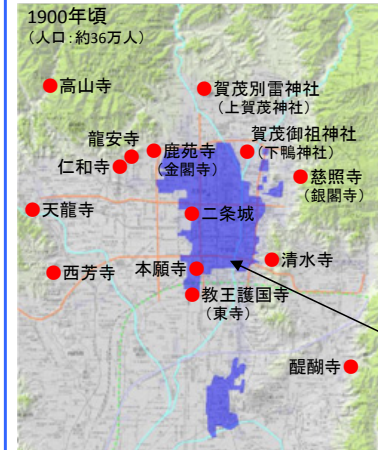 1900年頃
（人口：約36万人）
高山寺
賀茂別雷神社
（上賀茂神社）
龍安寺
鹿苑寺
（金閣寺）
賀茂御祖神社
（下鴨神社）
仁和寺
慈照寺
（銀閣寺）
天龍寺
二条城
西芳寺
本願寺
清水寺
教王護国寺
（東寺）
醍醐寺